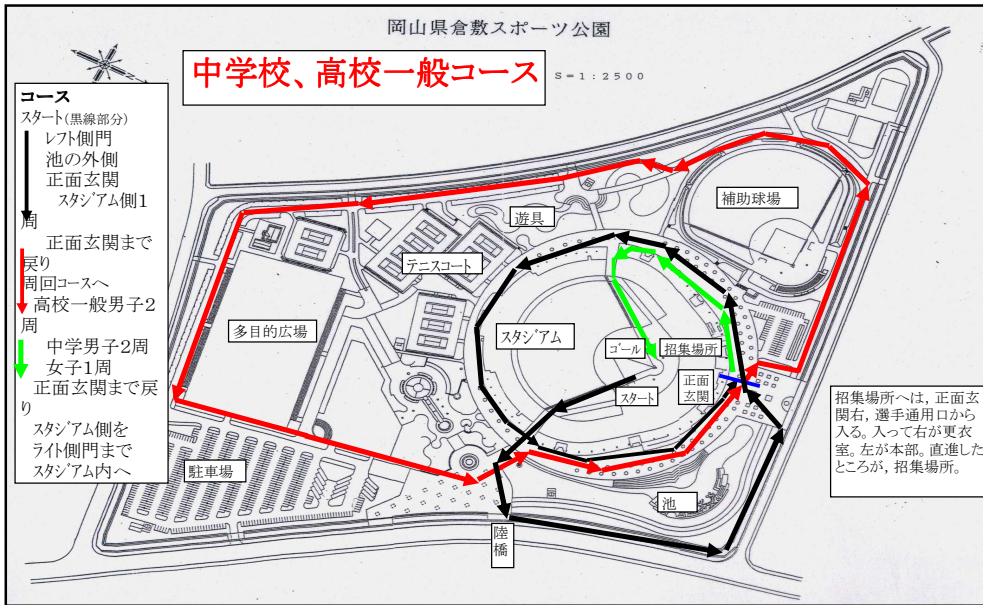 岡山県倉敷スポーツ公園
中学校、高校一般コース
S=1:2500
コース
スタート(黒線部分)
レフト側門
池の外側
正面玄関
スタジアム側1
周
正面玄関まで
戻り
周回コースへ
高校一般男子2
周
中学男子2周
女子1周
正面玄関まで戻
り
スタジアム側を
ライト側門まで
スタジアム内へ
補助球場
遊具
テニスコート
多目的広場
スタジアム
ゴール
招集場所
スタート
正面
玄関
駐車場
池
陸
橋
招集場所へは，正面玄
関右，選手通用口から
入る。入って右が更衣
室。左が本部。直進した
ところが，招集場所。